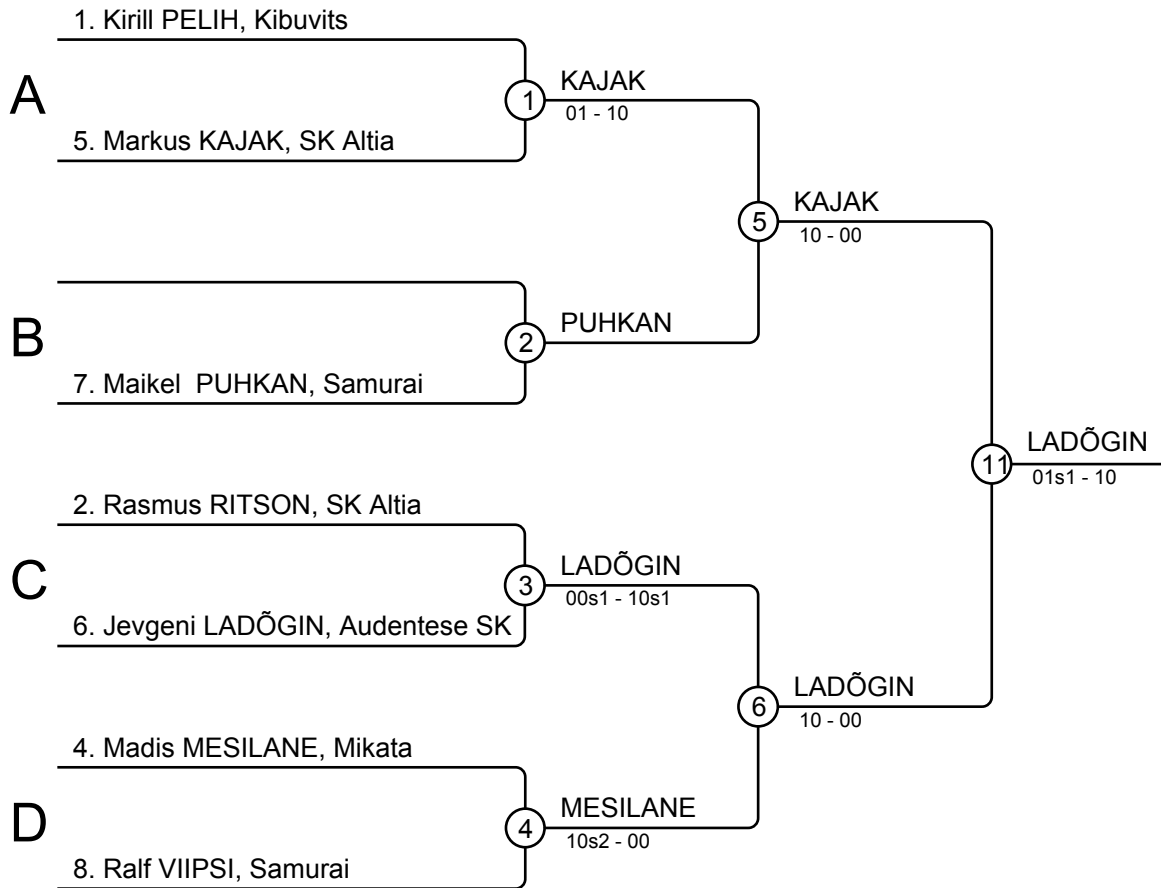 1. Kirill PELIH, Kibuvits
A
1
KAJAK
01 - 10
5. Markus KAJAK, SK Altia
5
KAJAK
10 - 00
B
2
PUHKAN
7. Maikel  PUHKAN, Samurai
11
LADÕGIN
01s1 - 10
2. Rasmus RITSON, SK Altia
C
3
LADÕGIN
00s1 - 10s1
6. Jevgeni LADÕGIN, Audentese SK
6
LADÕGIN
10 - 00
4. Madis MESILANE, Mikata
D
4
MESILANE
10s2 - 00
8. Ralf VIIPSI, Samurai